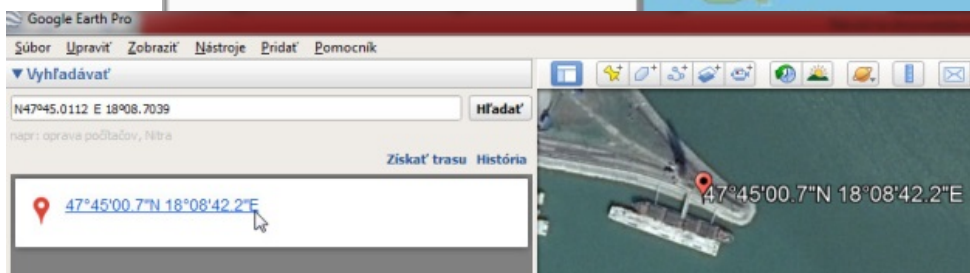 Google Earth Pro
Súbor Upraviť Zobraziť Nástroje Pridať Pomocník
Vyhľadávať
N47º45.0112 E 18º08.7039 Hľadať
napr: oprava počítačov, Nitra
Získať trasu História
47°45'00.7"N 18°08'42.2"E
47°45'00.7"N 18°08'42.2"E